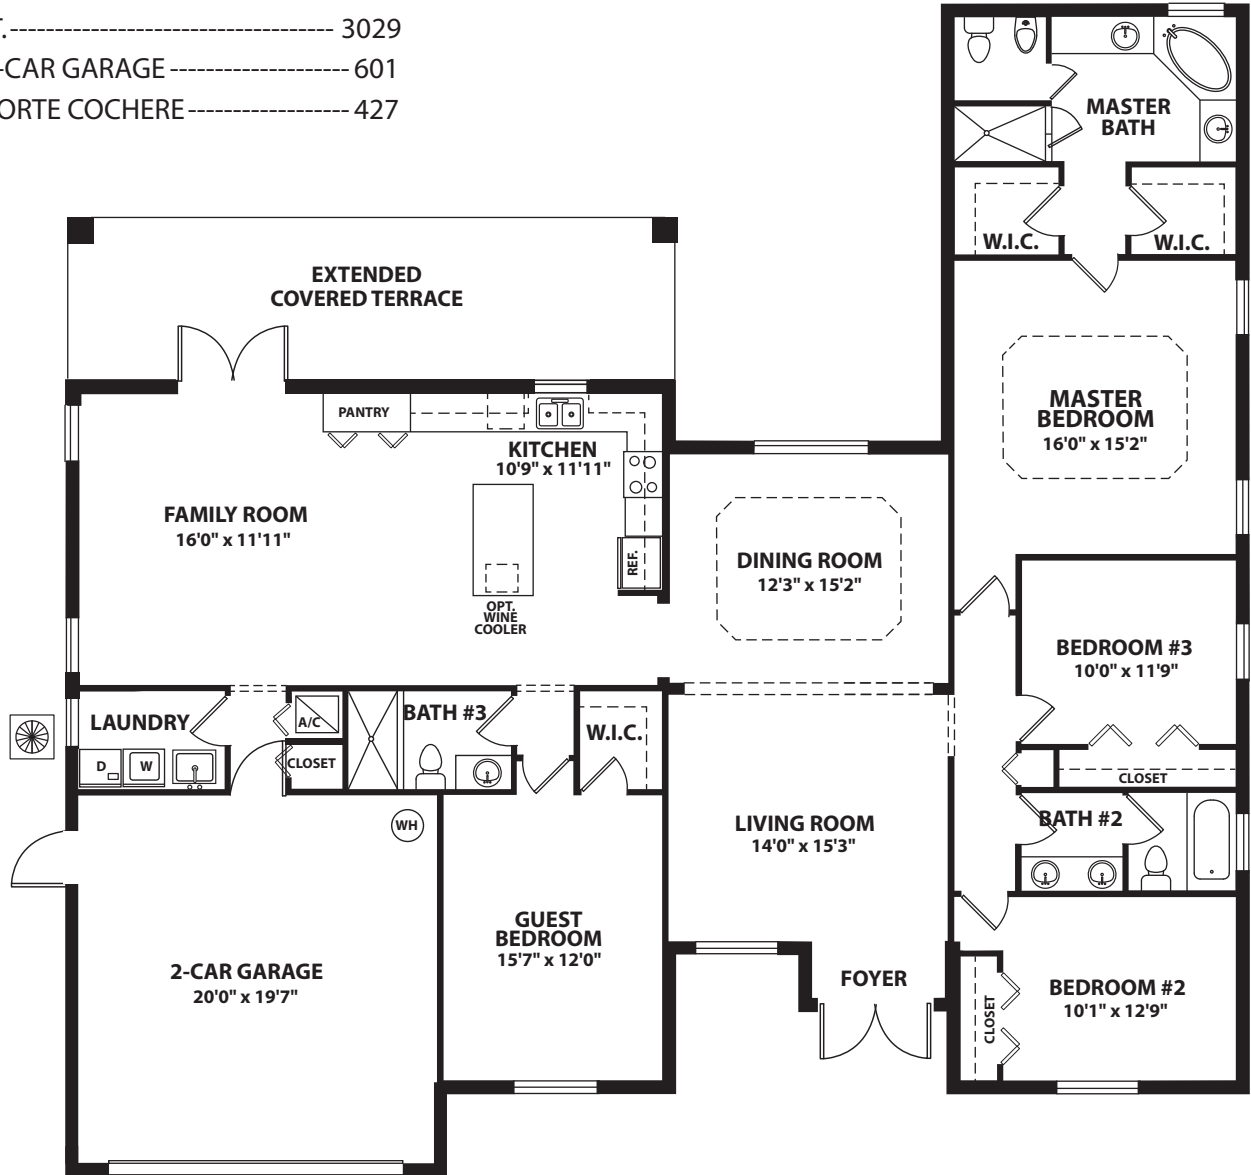 T.---------------------------------- 3029
-CAR GARAGE ------------------- 601
ORTE COCHERE ----------------- 427
MASTER
BATH
W.I.C.
W.I.C.
EXTENDED
COVERED TERRACE
MASTER
BEDROOM
16'0" x 15'2"
PANTRY
KITCHEN
10'9" x 11'11"
FAMILY ROOM
16'0" x 11'11"
REF.
DINING ROOM
12'3" x 15'2"
OPT.
WINE
COOLER
BEDROOM #3
10'0" x 11'9"
LAUNDRY
A/C
BATH #3
W.I.C.
D
W
CLOSET
CLOSET
WH
LIVING ROOM
14'0" x 15'3"
BATH #2
GUEST
BEDROOM
15'7" x 12'0"
2-CAR GARAGE
20'0" x 19'7"
FOYER
CLOSET
BEDROOM #2
10'1" x 12'9"